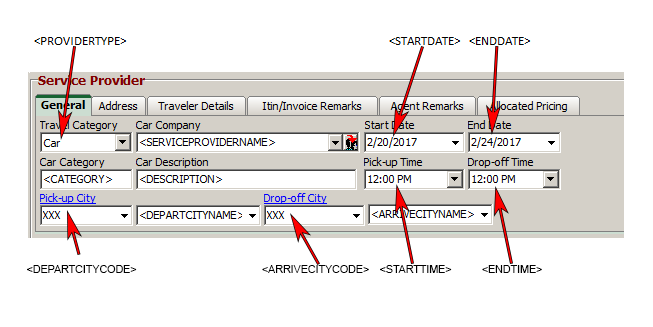 <PROVIDERTYPE> <STARTDATE> <ENDDATE>
Service Provider
General Address Traveler Details Itin/Invoice Remarks Agent Remarks Allocated Pricing
Travel Category Car Company Start Date End Date
Car <SERVICEPROVIDERNAME> 2/20/2017 2/24/2017
Car Category Car Description Pick-up Time Drop-off Time
<CATEGORY> <DESCRIPTION> 12:00 PM 12:00 PM
Pick-up City Drop-off City
XXX <DEPARTCITYNAME> XXX <ARRIVECITYNAME>
<DEPARTCITYCODE> <ARRIVECITYCODE> <STARTTIME> <ENDTIME>